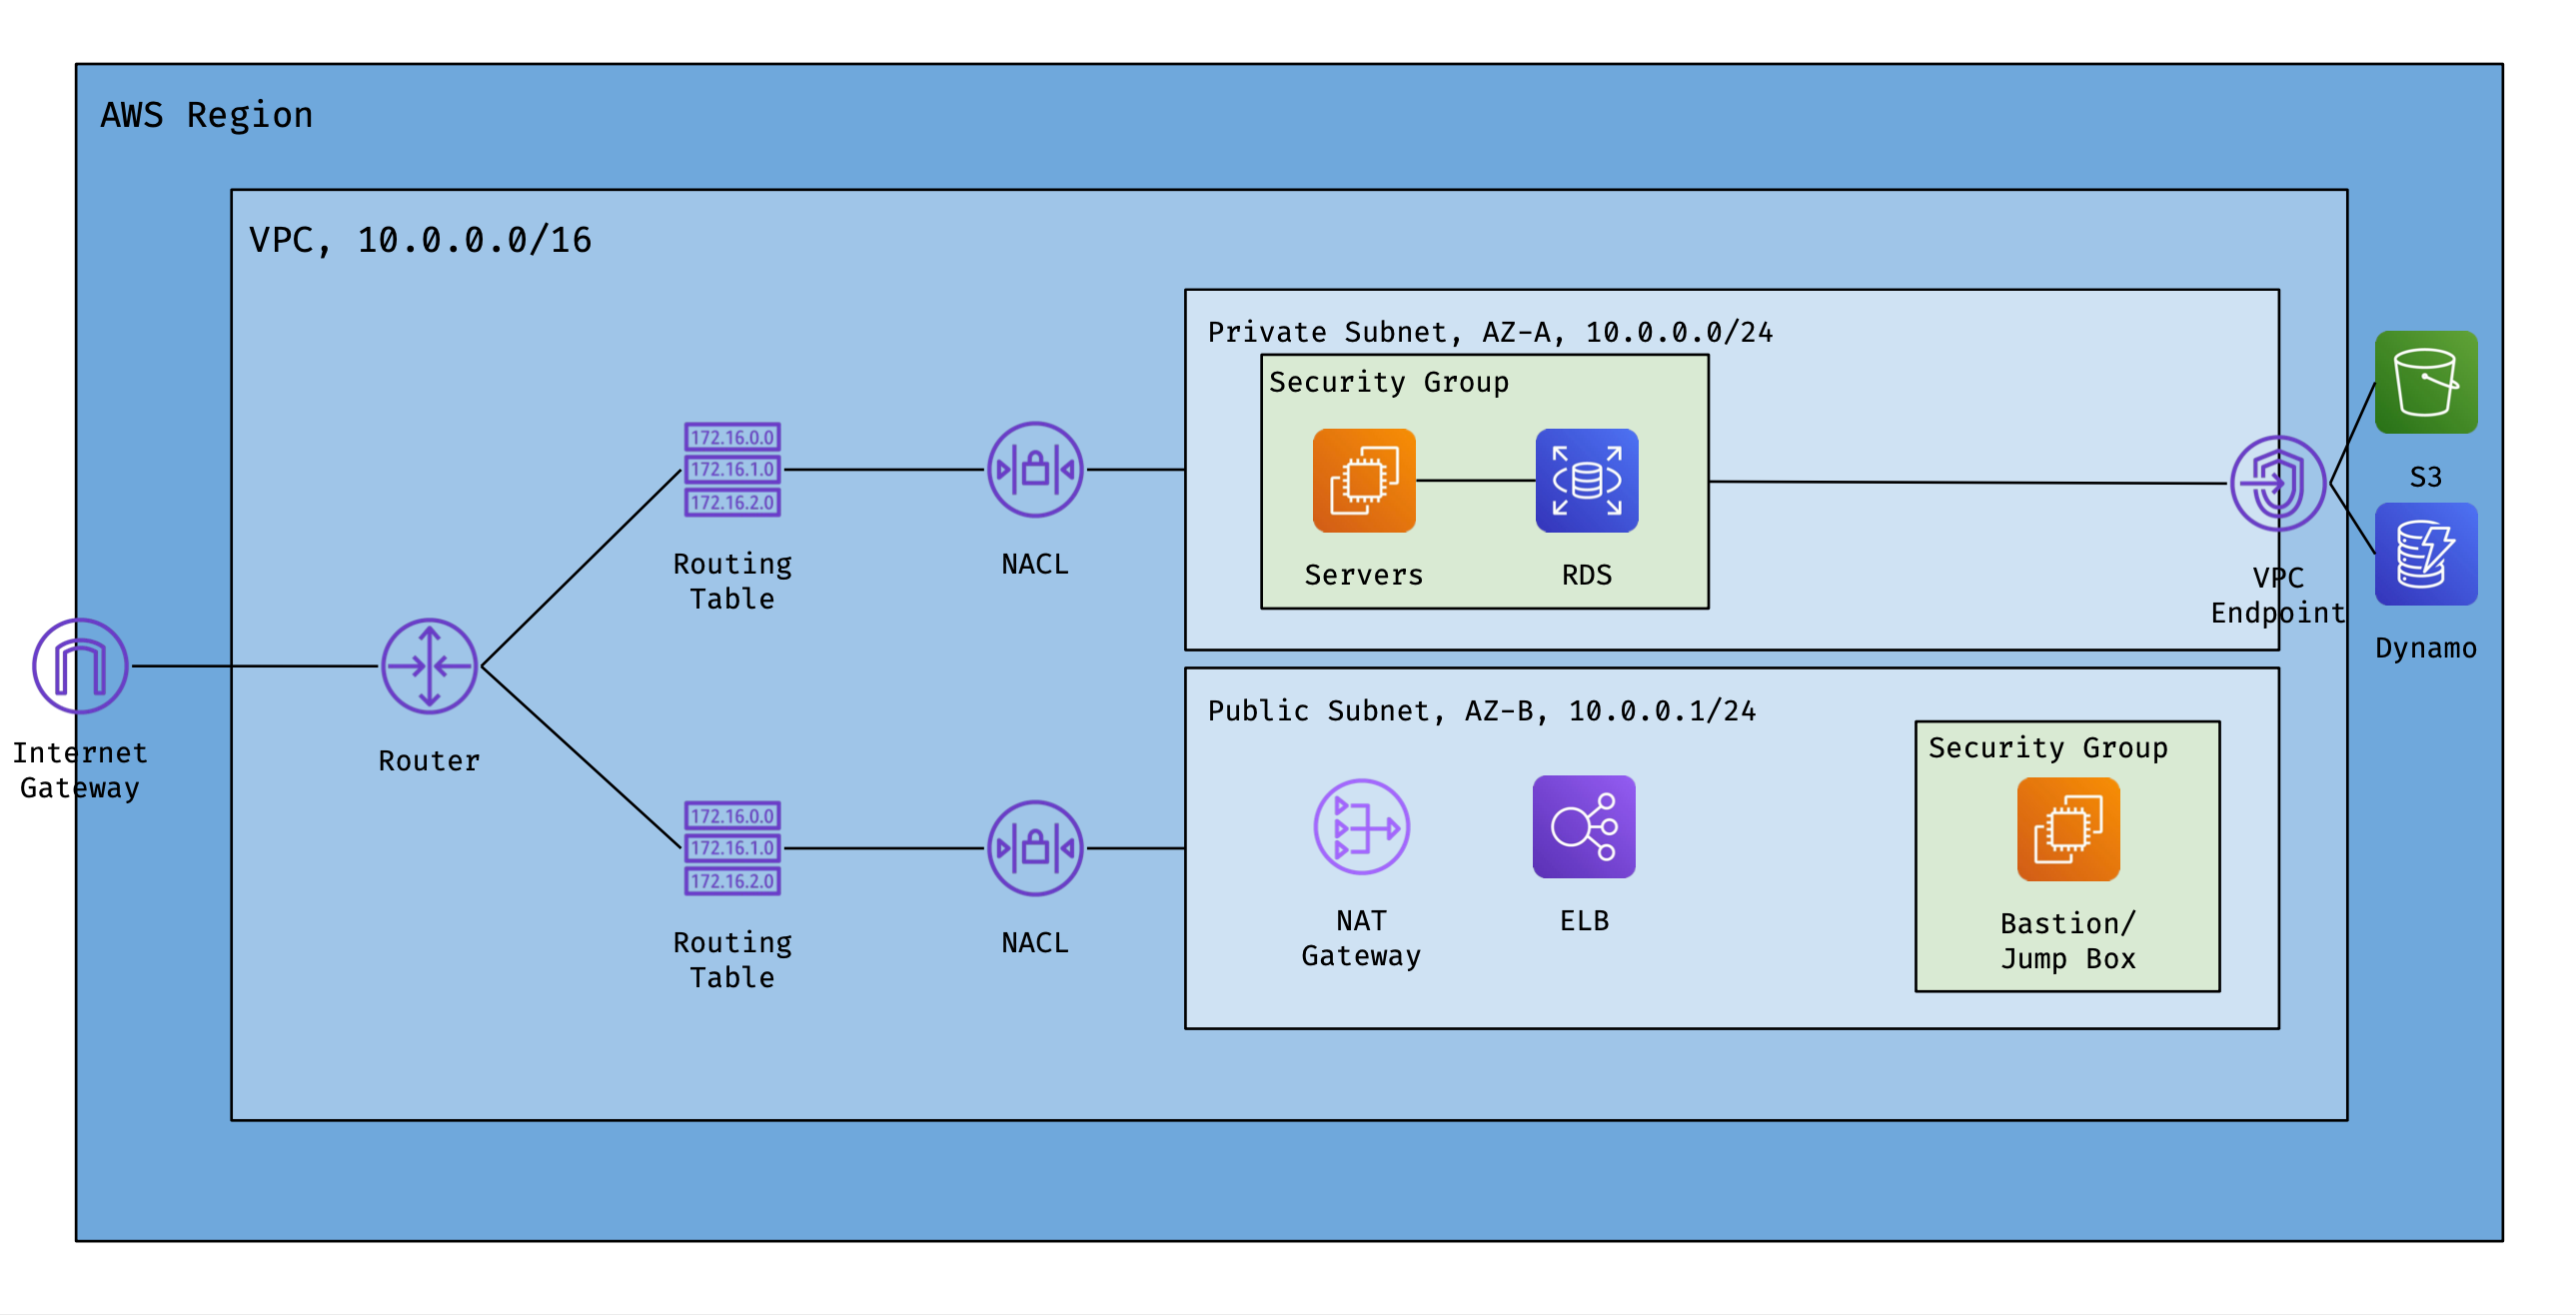 AWS Region
VPC, 10.0.0.0/16
Private Subnet, AZ-A, 10.0.0.0/24
Security Group
Servers
RDS
172.16.0.0
172.16.1.0
172.16.2.0
Routing
Table
NACL
VPC
Endpoint
S3
Dynamo
Internet
Gateway
Router
Public Subnet, AZ-B, 10.0.0.1/24
Security Group
172.16.0.0
172.16.1.0
172.16.2.0
Routing
Table
NACL
NAT
Gateway
ELB
Bastion/
Jump Box